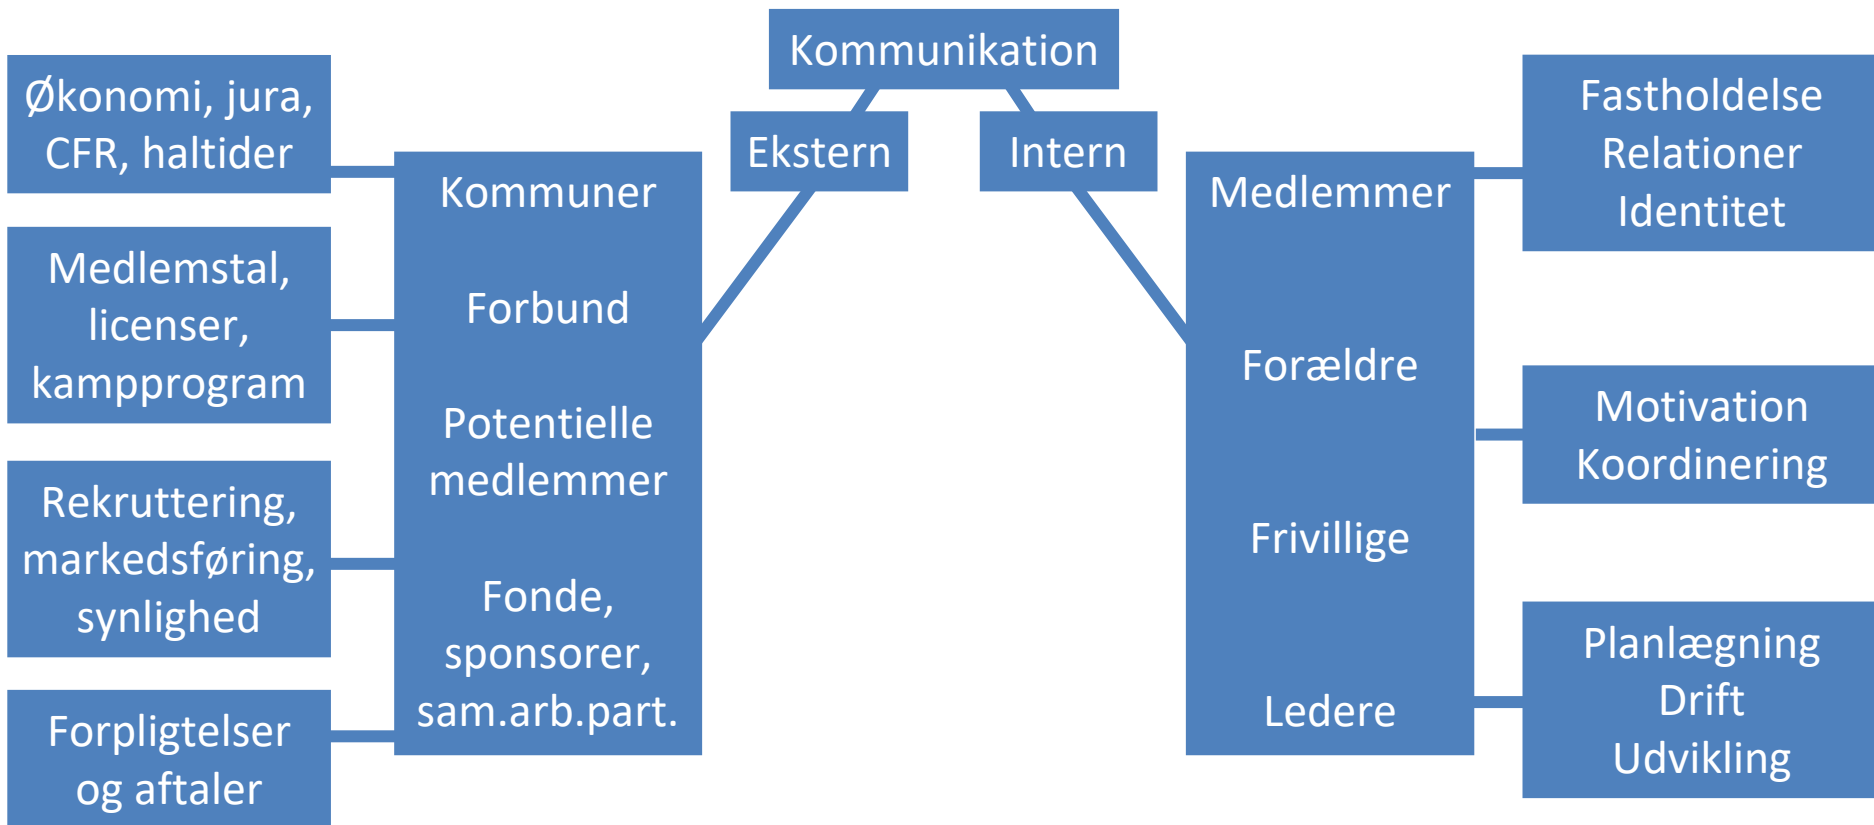 Kommunikation
Ekstern
Intern
Økonomi, jura,
CFR, haltider
Medlemstal,
licenser,
kampprogram
Rekruttering,
markedsføring,
synlighed
Forpligtelser
og aftaler
Kommuner
Forbund
Potentielle
medlemmer
Fonde,
sponsorer,
sam.arb.part.
Medlemmer
Forældre
Frivillige
Ledere
Fastholdelse
Relationer
Identitet
Motivation
Koordinering
Planlægning
Drift
Udvikling